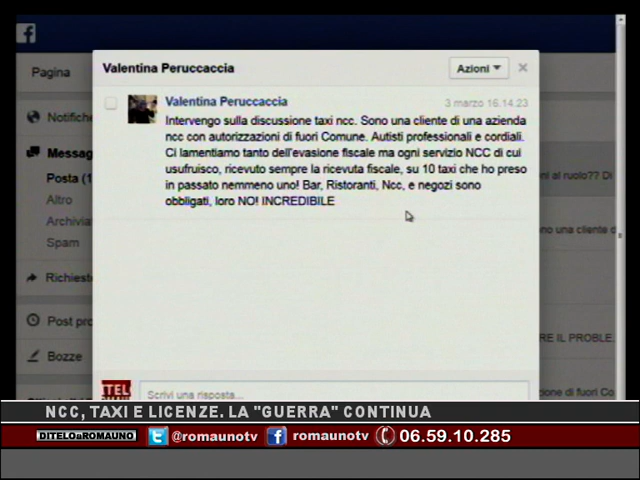 Pagina
Notifiche
Messag
Posta (1
Altro
Archivia
Spam
Richieste
Post pro
Bozze
Valentina Peruccaccia
Azioni
Valentina Peruccaccia
3 marzo 16.14.23
Intervengo sulla discussione taxi ncc. Sono una cliente di una azienda
ncc con autorizzazioni di fuori Comune. Autisti professionali e cordiali.
Ci lamentiamo tanto dell'evasione fiscale ma ogni servizio NCC di cui
usufruisco, ricevuto sempre la ricevuta fiscale, su 10 taxi che ho preso
in passato nemmeno uno! Bar, Ristoranti, Ncc, e negozi sono
obbligati, loro NO! INCREDIBILE
Scrivi una risposta...
ni al ruolo?? Di
no una cliente d
RE IL PROBLE
zione di fuori Co
NCC, TAXI E LICENZE. LA "GUERRA" CONTINUA
DITELOaROMAUNO @romaunotv romaunotv 06.59.10.285